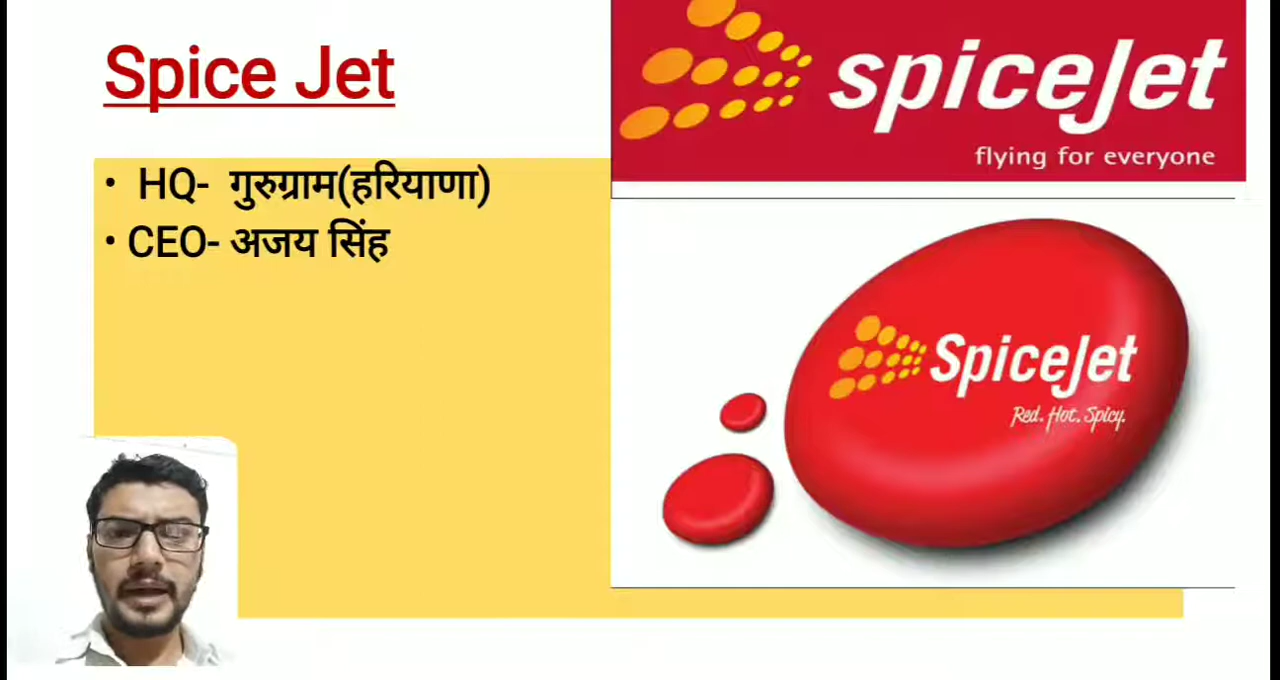 Spice Jet
• HQ- गुरुग्राम(हरियाणा)
• CEO- अजय सिंह
spiceJet
flying for everyone
SpiceJet
Red. Hot. Spicy.